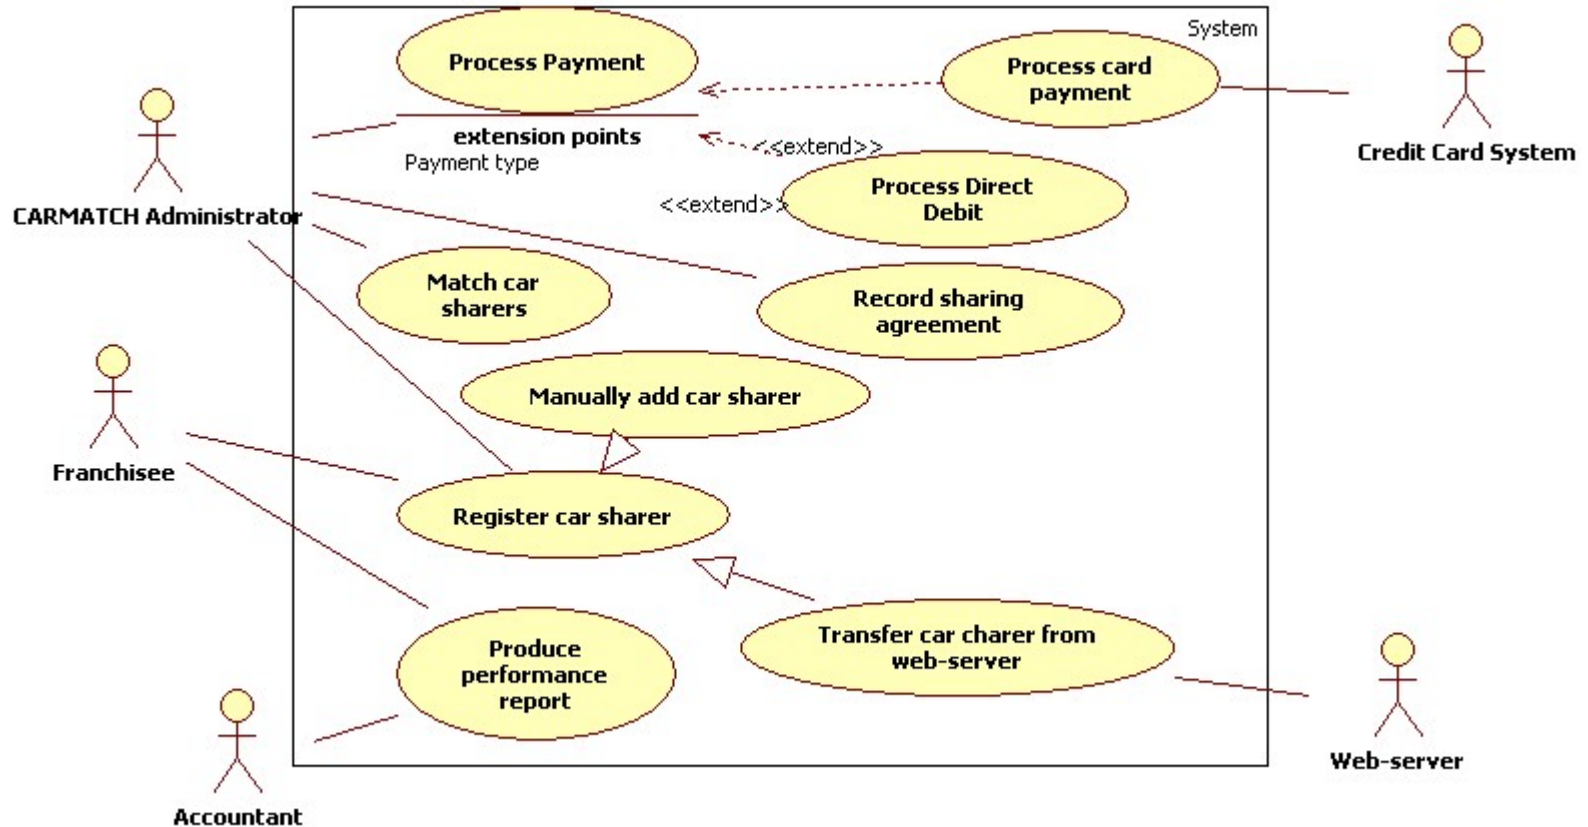 System
Process Payment
Process card
payment
extension points
Payment type
<<extend>>
Credit Card System
CARMATCH Administrator
Process Direct
Debit
<<extend>>
Match car
sharers
Record sharing
agreement
Manually add car sharer
Franchisee
Register car sharer
Produce
performance
report
Transfer car charer from
web-server
Web-server
Accountant